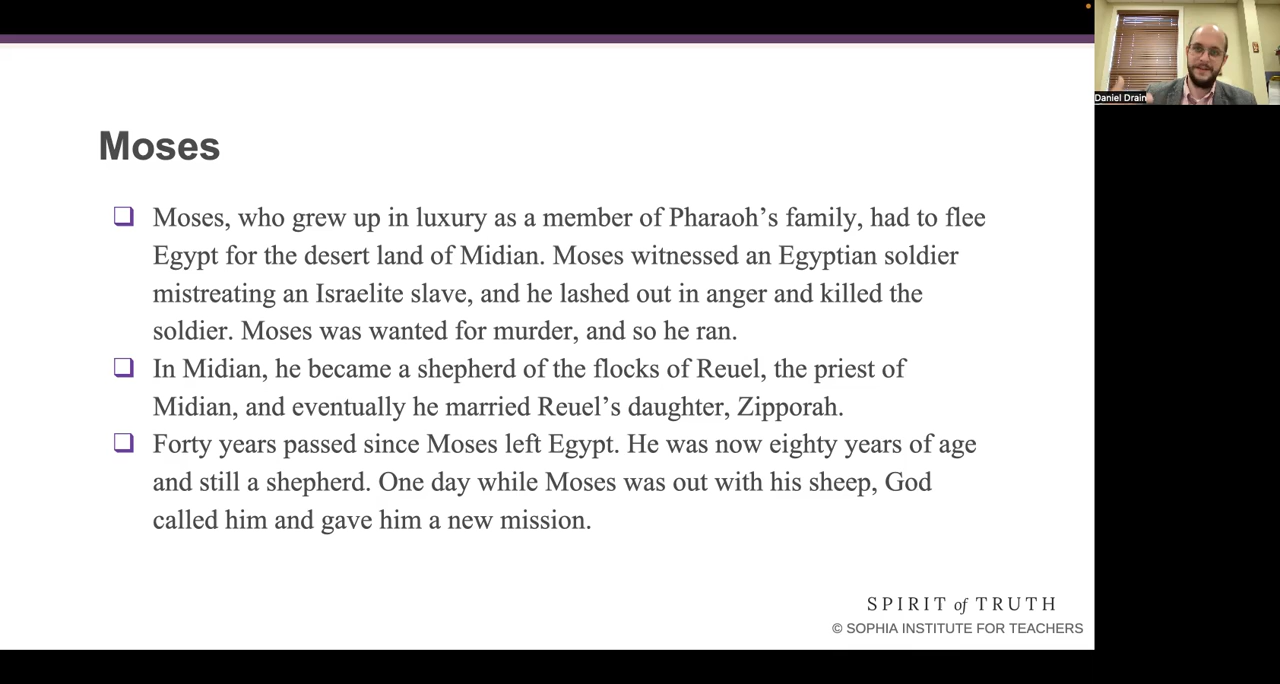 Daniel Drain
Moses
Moses, who grew up in luxury as a member of Pharaoh’s family, had to flee
Egypt for the desert land of Midian. Moses witnessed an Egyptian soldier
mistreating an Israelite slave, and he lashed out in anger and killed the
soldier. Moses was wanted for murder, and so he ran.
In Midian, he became a shepherd of the flocks of Reuel, the priest of
Midian, and eventually he married Reuel’s daughter, Zipporah.
Forty years passed since Moses left Egypt. He was now eighty years of age
and still a shepherd. One day while Moses was out with his sheep, God
called him and gave him a new mission.
SPIRIT of TRUTH
© SOPHIA INSTITUTE FOR TEACHERS